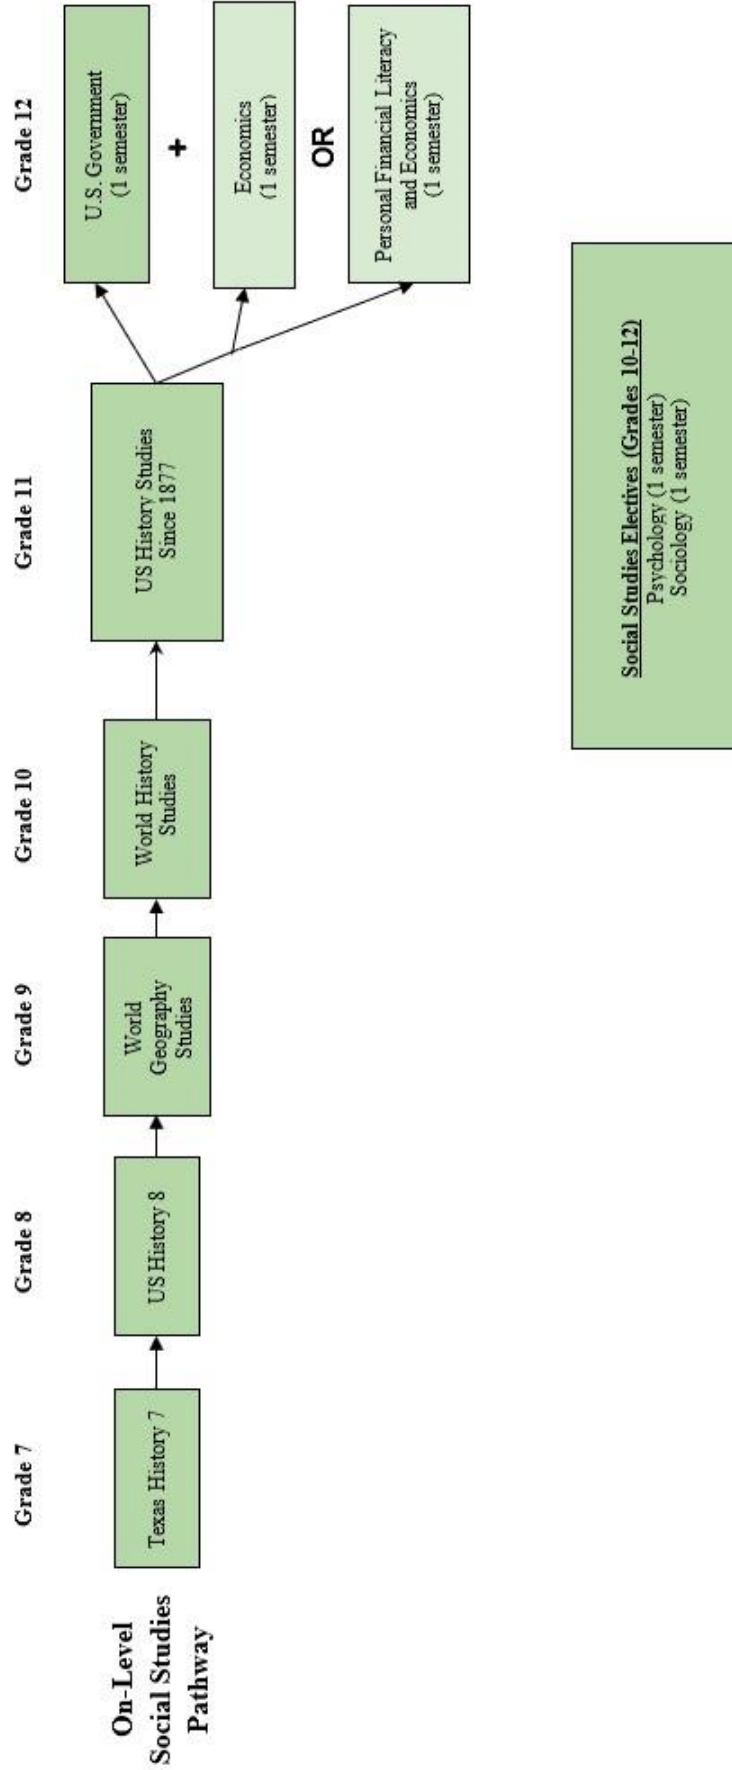 Grade 7
Grade 8
Grade 9
Grade 10
Grade 11
Grade 12
On-Level
Social Studies
Pathway
Texas History 7
US History 8
World
Geography
Studies
World History
Studies
US History Studies
Since 1877
U.S. Government
(1 semester)
+
Economics
(1 semester)
OR
Personal Financial Literacy
and Economics
(1 semester)
Social Studies Electives (Grades 10-12)
Psychology (1 semester)
Sociology (1 semester)